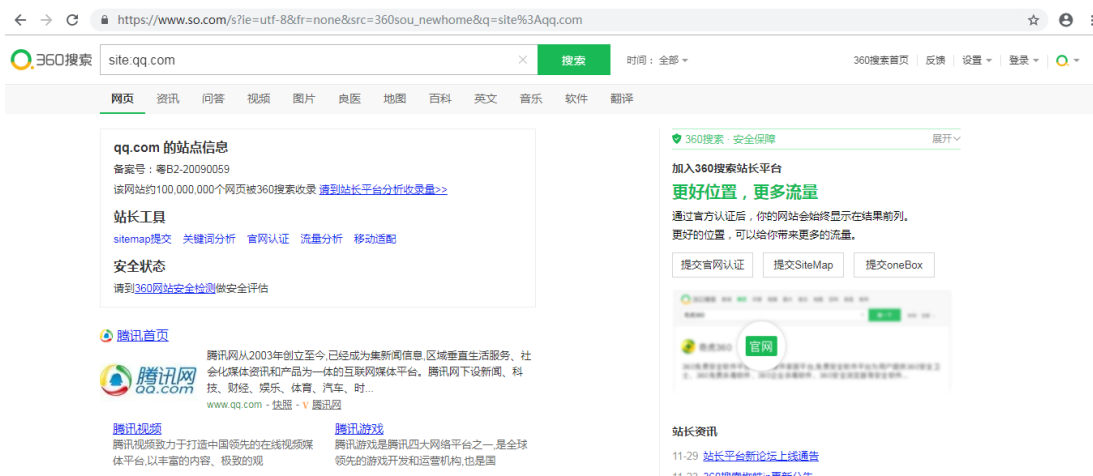 https://www.so.com/s?ie=utf-8&fr=none&src=360sou_newhome&q=site%3Aqq.com
360搜索 site:qq.com × 搜索 时间：全部 360搜索首页 反馈 设置 登录
网页 资讯 问答 视频 图片 良医 地图 百科 英文 音乐 软件 翻译
qq.com 的站点信息
备案号：粤B2-20090059
该网站约100,000,000个网页被360搜索收录 请到站长平台分析收录量>>
站长工具
sitemap提交 关键词分析 官网认证 流量分析 移动适配
安全状态
请到360网站安全检测做安全评估
腾讯首页
腾讯网
QQ.com
腾讯网从2003年创立至今,已经成为集新闻信息,区域垂直生活服务、社
会化媒体资讯和产品为一体的互联网媒体平台。腾讯网下设新闻、科
技、财经、娱乐、体育、汽车、时...
www.qq.com - 快照 - V 腾讯网
腾讯视频
腾讯视频致力于打造中国领先的在线视频媒
体平台,以丰富的内容、极致的观
腾讯游戏
腾讯游戏是腾讯四大网络平台之一,是全球
领先的游戏开发和运营机构,也是国
360搜索 · 安全保障 展开
加入360搜索站长平台
更好位置，更多流量
通过官方认证后，你的网站会始终显示在结果前列。
更好的位置，可以给你带来更多的流量。
提交官网认证 提交SiteMap 提交oneBox
官网
站长资讯
11-29 站长平台新论坛上线通告